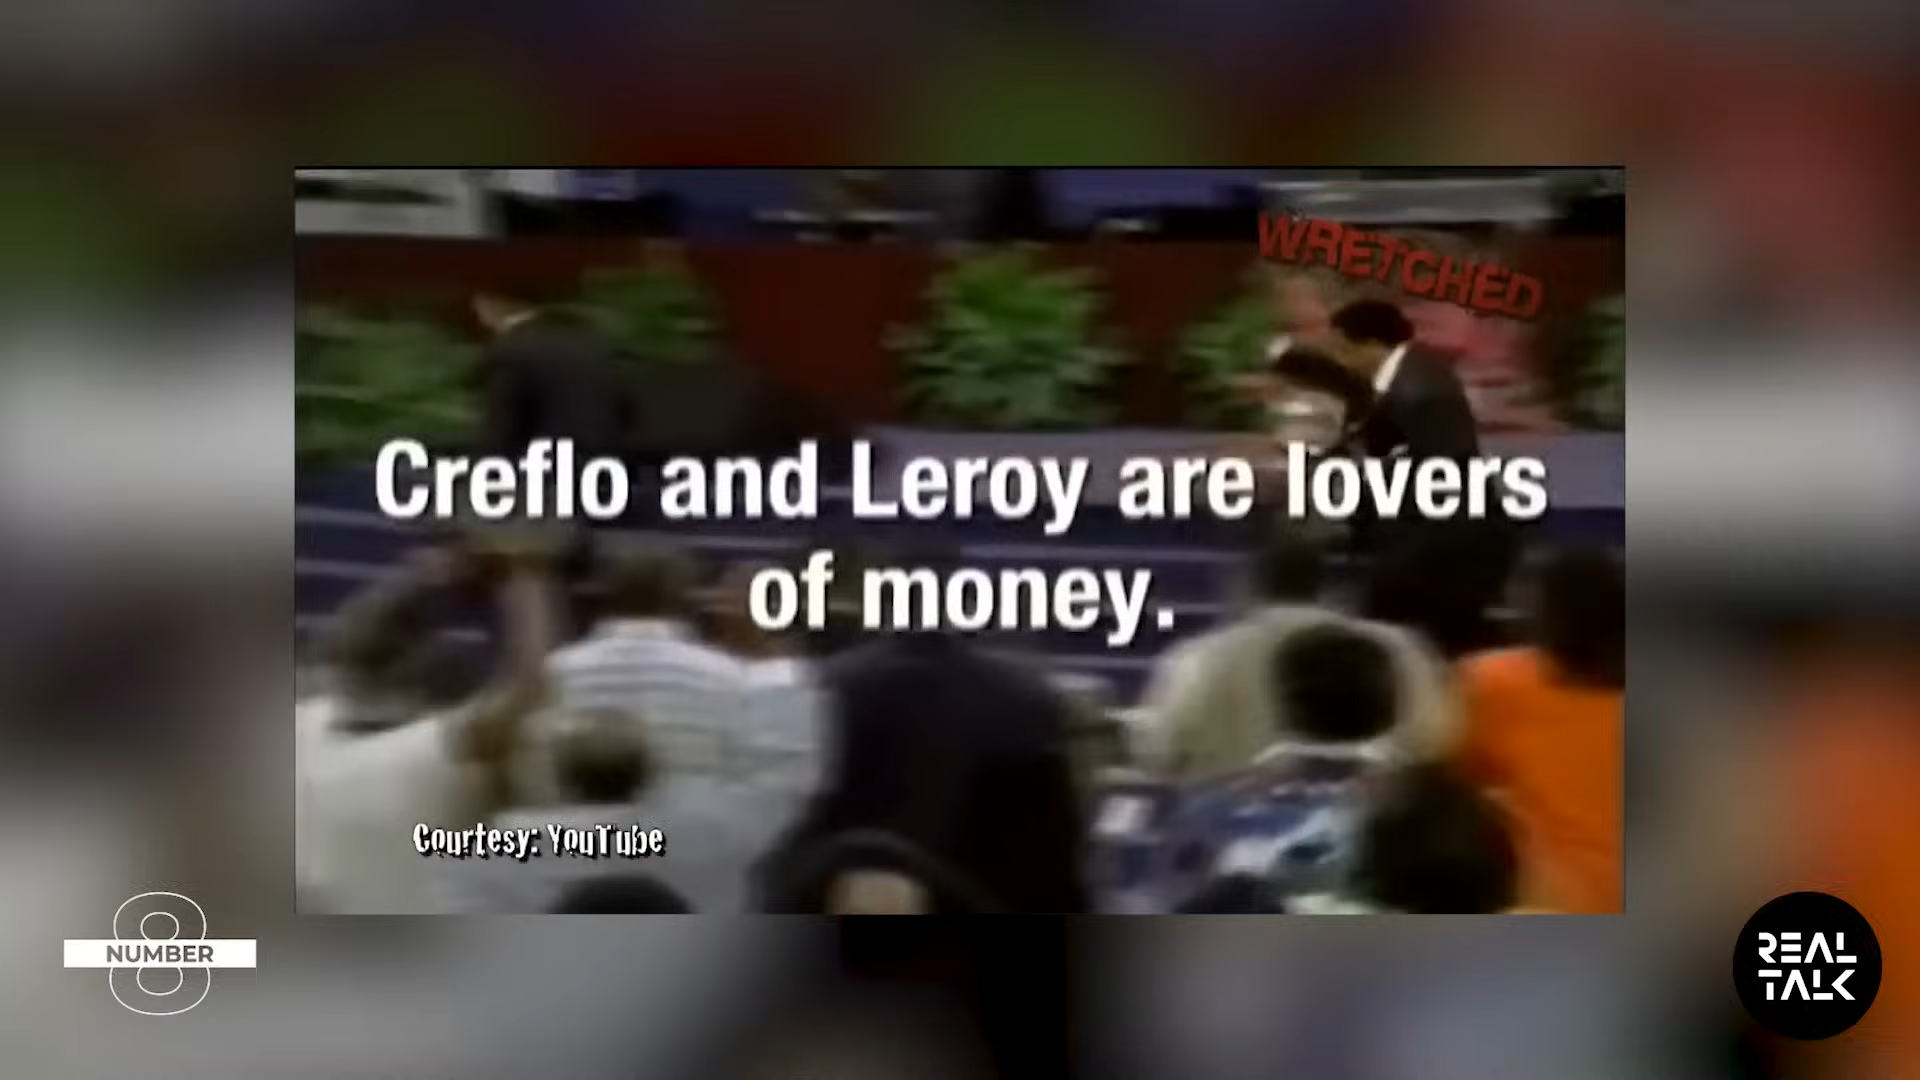 WRETCHED
Creflo and Leroy are lovers
of money.
Courtesy: YouTube
8
NUMBER
REAL
TALK